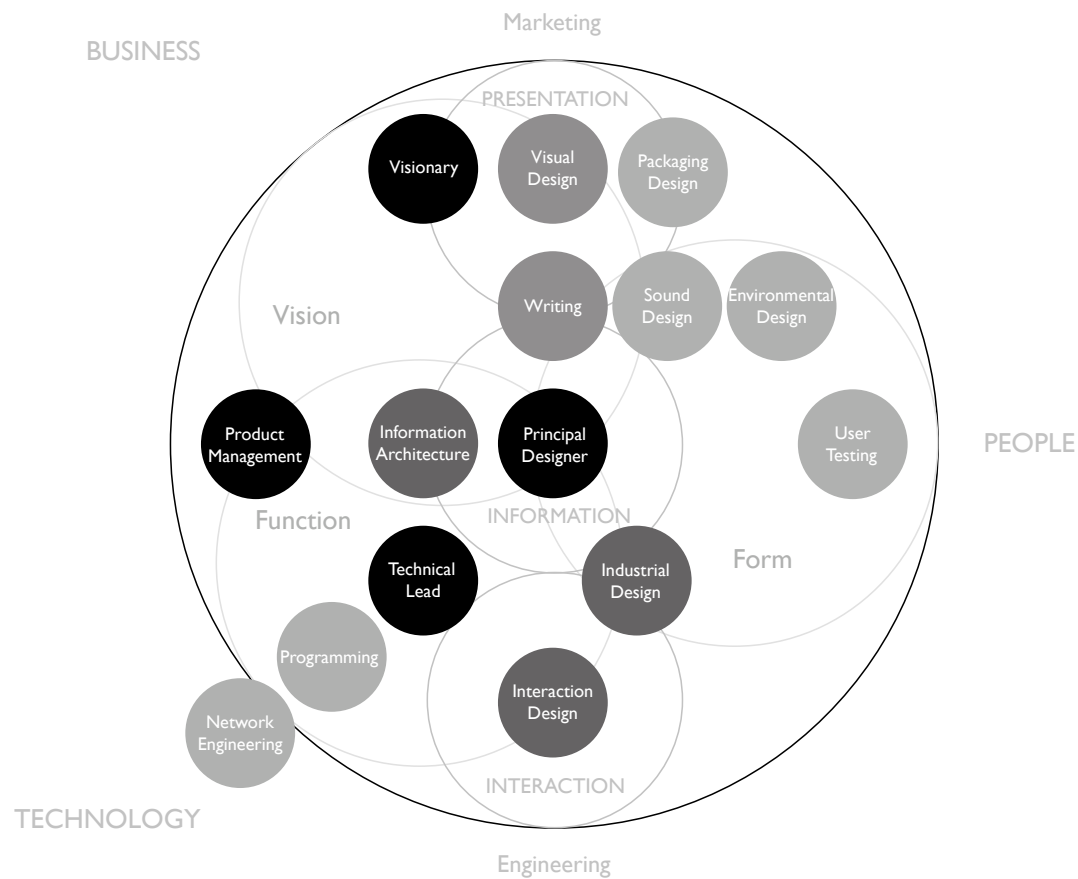 Marketing
BUSINESS
PRESENTATION
Visionary
Visual
Design
Packaging
Design
Writing
Sound
Design
Environmental
Design
Vision
Product
Management
Information
Architecture
Principal
Designer
User
Testing
PEOPLE
Function
INFORMATION
Form
Technical
Lead
Industrial
Design
Programming
Interaction
Design
Network
Engineering
INTERACTION
TECHNOLOGY
Engineering